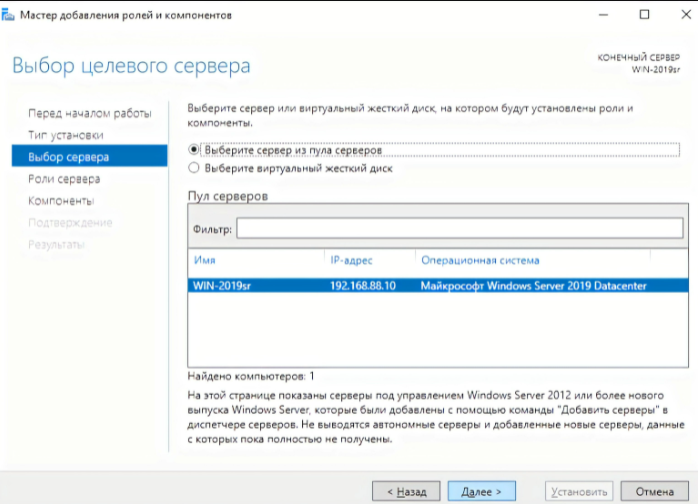 Мастер добавления ролей и компонентов
Выбор целевого сервера
КОНЕЧНЫЙ СЕРВЕР
WIN-2019sr
Перед началом работы
Тип установки
Выбор сервера
Роли сервера
Компоненты
Подтверждение
Результаты
Выберите сервер или виртуальный жесткий диск, на котором будут установлены роли и
компоненты.
Выберите сервер из пула серверов
Выберите виртуальный жесткий диск
Пул серверов
Фильтр:
Имя IP-адрес Операционная система
WIN-2019sr 192.168.88.10 Майкрософт Windows Server 2019 Datacenter
Найдено компьютеров: 1
На этой странице показаны серверы под управлением Windows Server 2012 или более нового
выпуска Windows Server, которые были добавлены с помощью команды "Добавить серверы" в
диспетчере серверов. Не выводятся автономные серверы и добавленные новые серверы, данные
с которых пока полностью не получены.
< Назад Далее > Установить Отмена